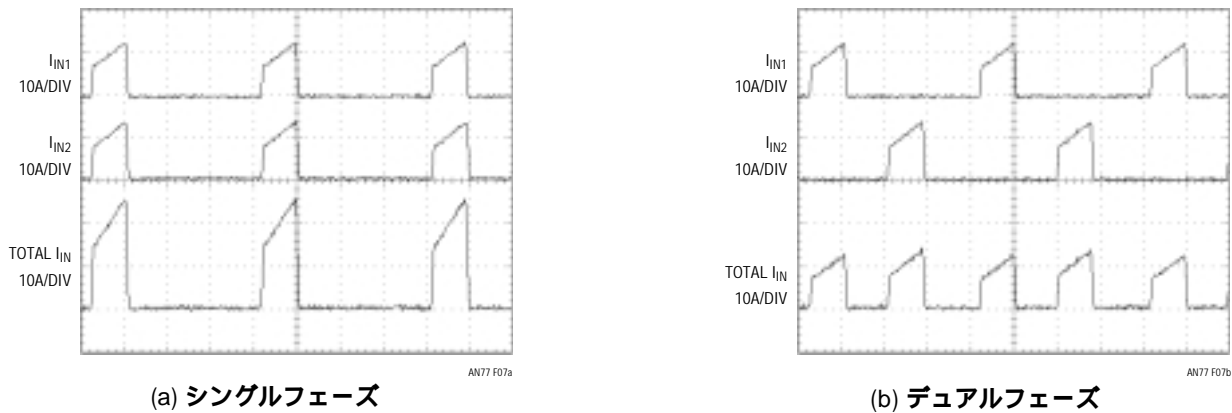 I_IN1
10A/DIV
I_IN2
10A/DIV
TOTAL I_IN
10A/DIV
AN77 F07a
(a) シングルフェーズ
I_IN1
10A/DIV
I_IN2
10A/DIV
TOTAL I_IN
10A/DIV
AN77 F07b
(b) デュアルフェーズ